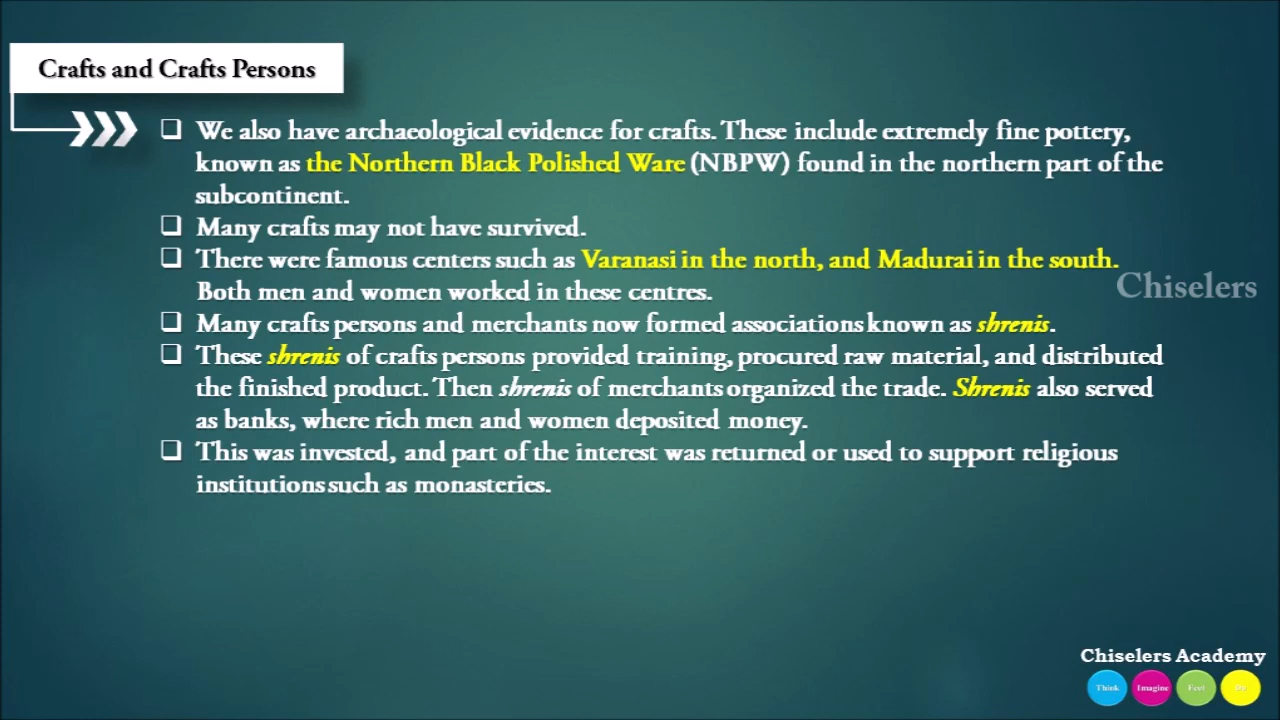 Crafts and Crafts Persons
❑ We also have archaeological evidence for crafts. These include extremely fine pottery,
known as the Northern Black Polished Ware (NBPW) found in the northern part of the
subcontinent.
❑ Many crafts may not have survived.
❑ There were famous centers such as Varanasi in the north, and Madurai in the south.
Both men and women worked in these centres.
Chiselers
❑ Many crafts persons and merchants now formed associations known as shrenis.
❑ These shrenis of crafts persons provided training, procured raw material, and distributed
the finished product. Then shrenis of merchants organized the trade. Shrenis also served
as banks, where rich men and women deposited money.
❑ This was invested, and part of the interest was returned or used to support religious
institutions such as monasteries.
Chiselers Academy
Think Imagine Feel